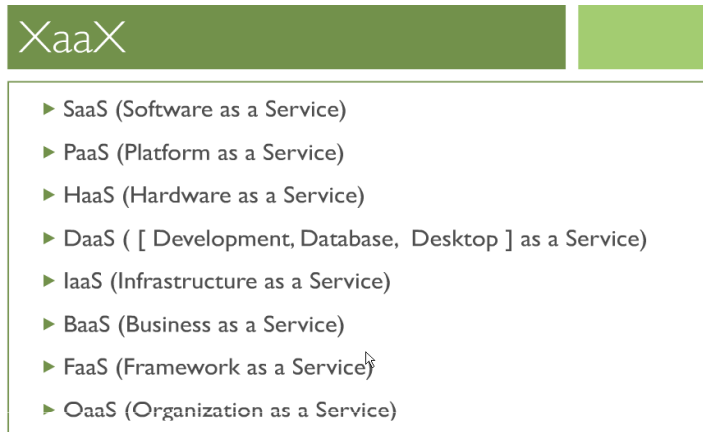 XaaX
SaaS (Software as a Service)
PaaS (Platform as a Service)
HaaS (Hardware as a Service)
DaaS ( [ Development, Database, Desktop ] as a Service)
IaaS (Infrastructure as a Service)
BaaS (Business as a Service)
FaaS (Framework as a Service)
OaaS (Organization as a Service)